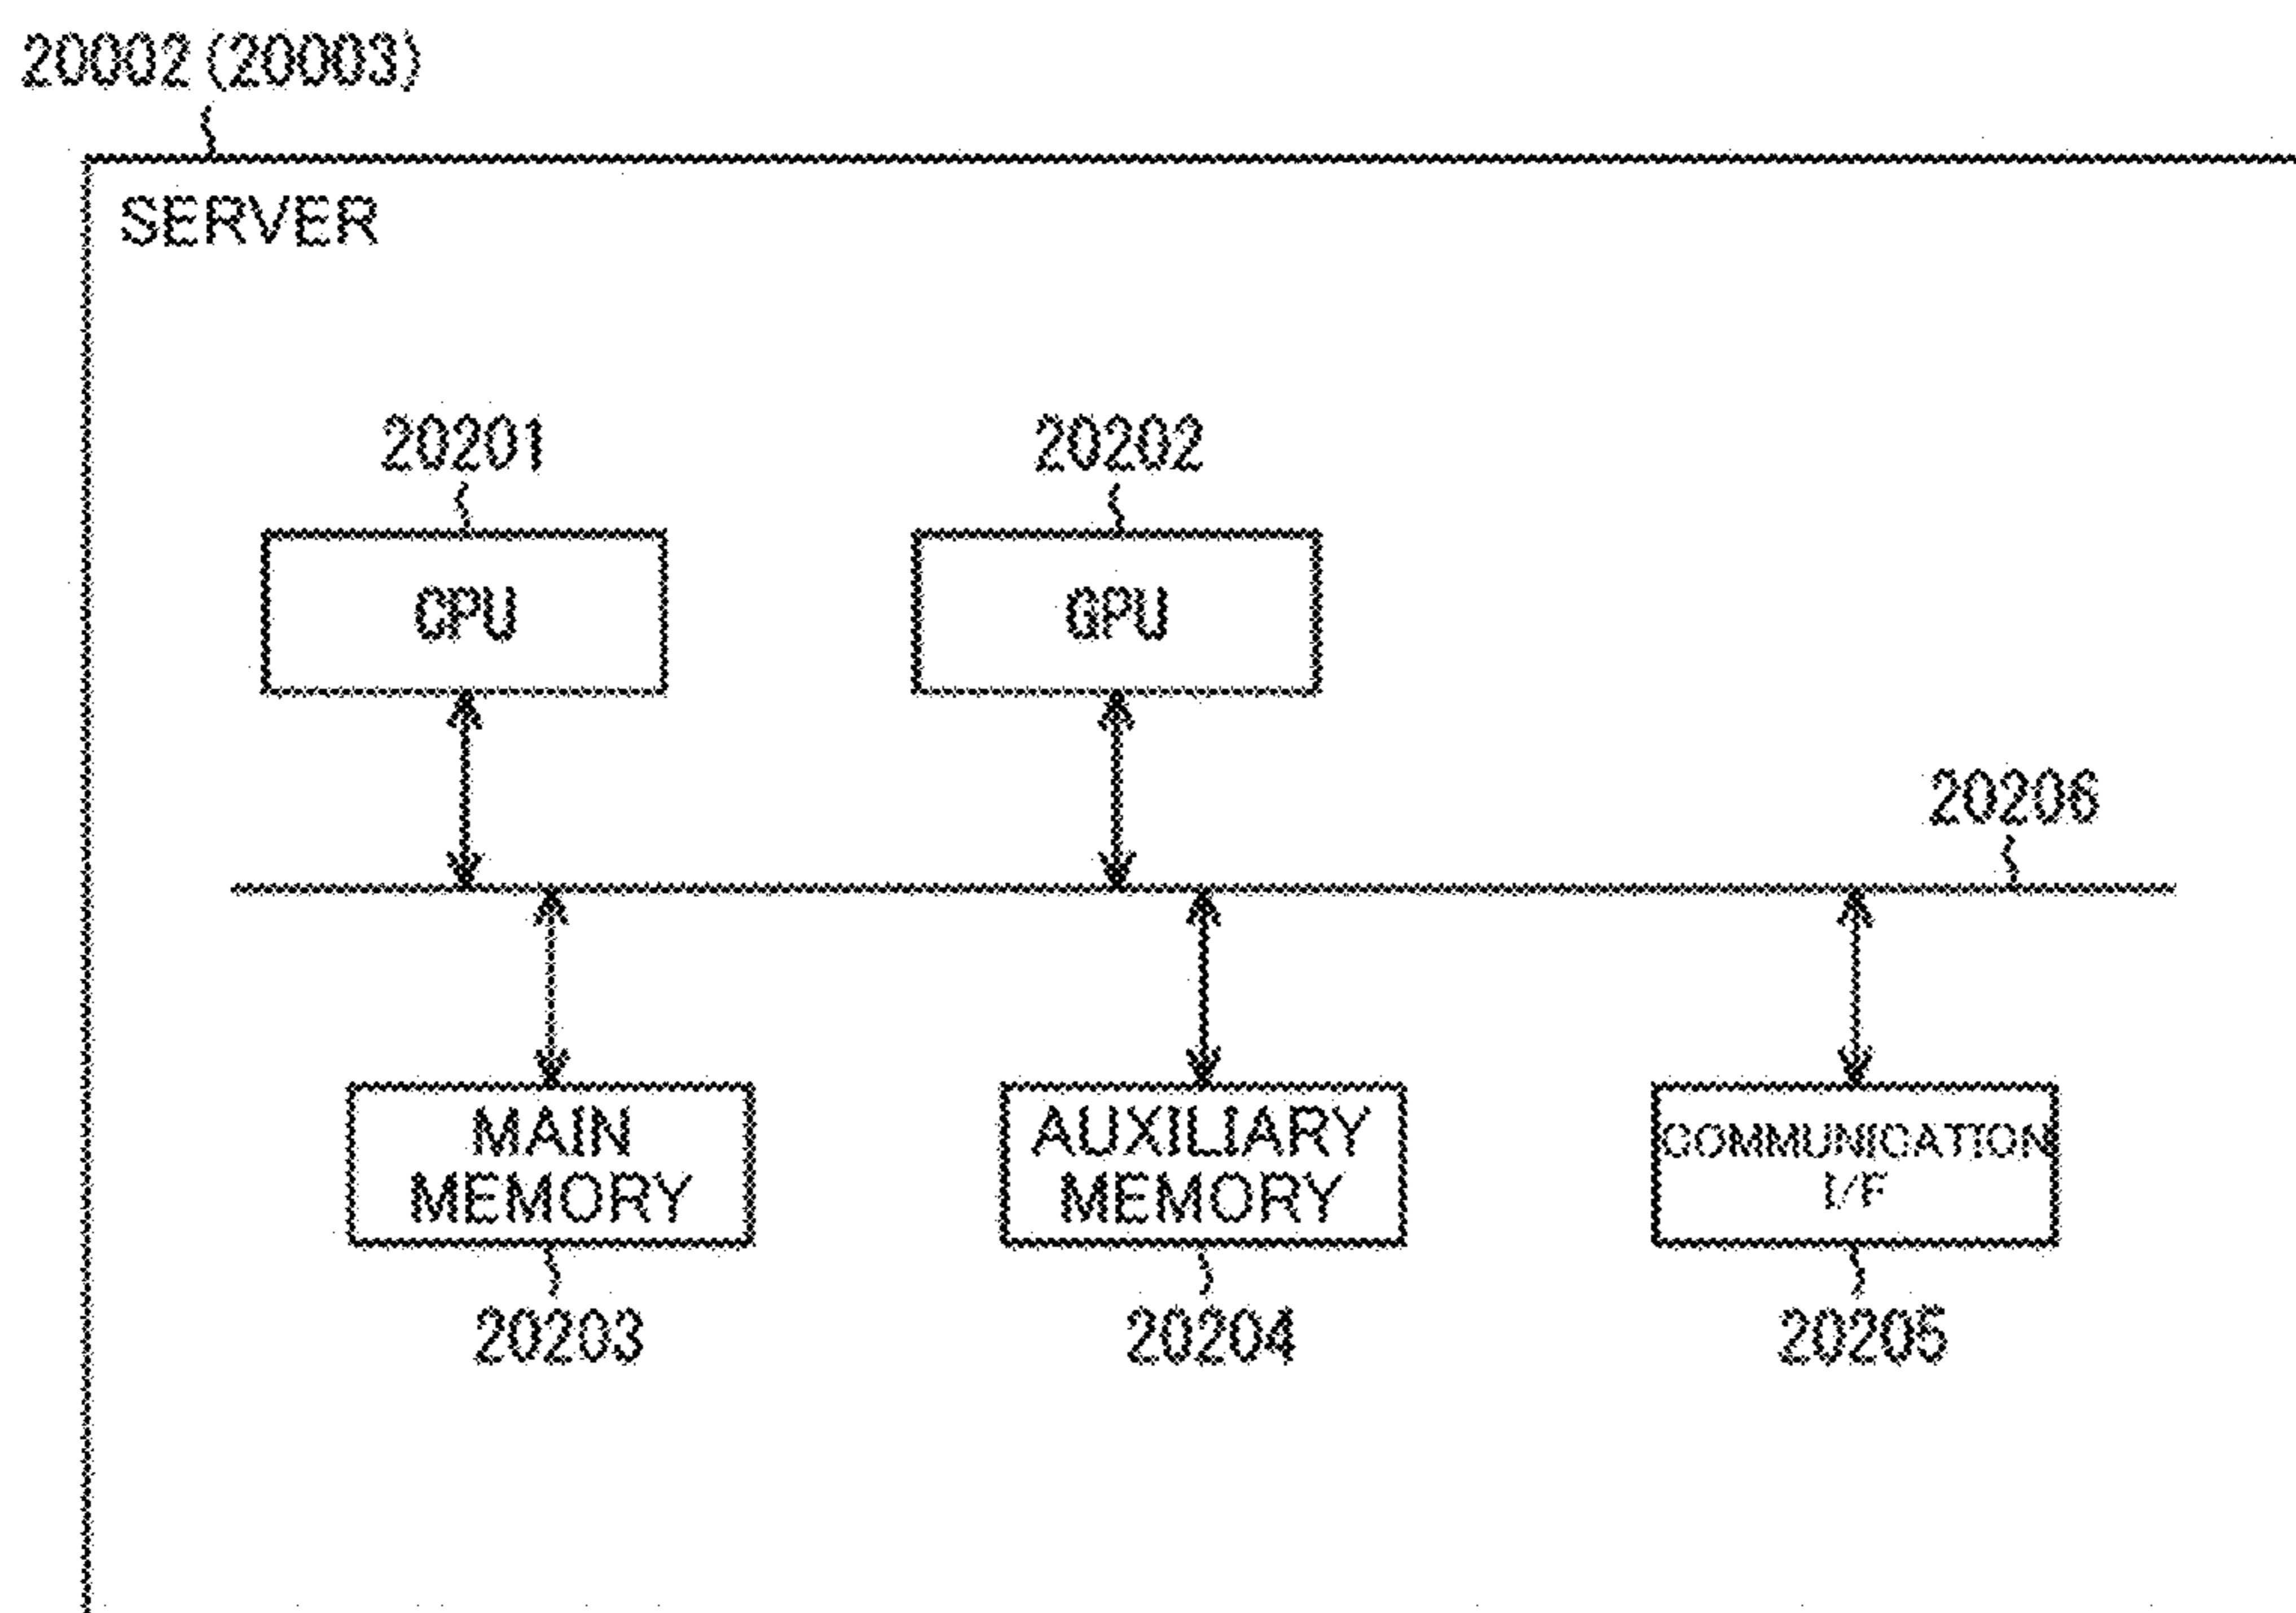 20002 (20003)
SERVER
20201
20202
CPU
GPU
20206
MAIN
MEMORY
AUXILIARY
MEMORY
COMMUNICATION
I/F
20203
20204
20205